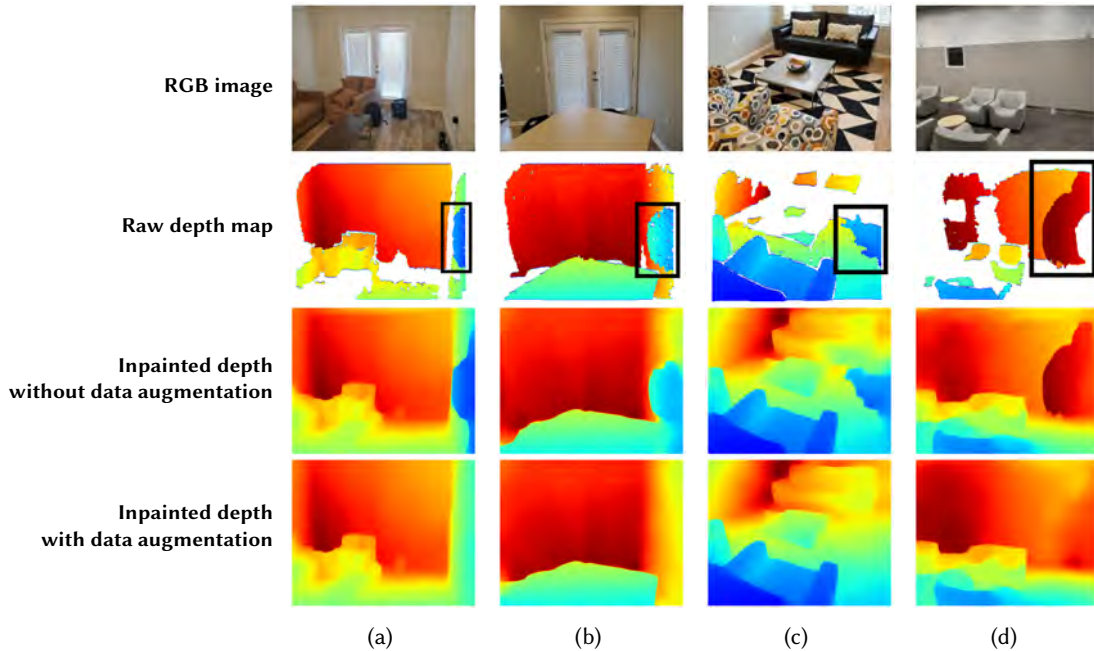 RGB image
Raw depth map
Inpainted depth
without data augmentation
Inpainted depth
with data augmentation
(a)
(b)
(c)
(d)